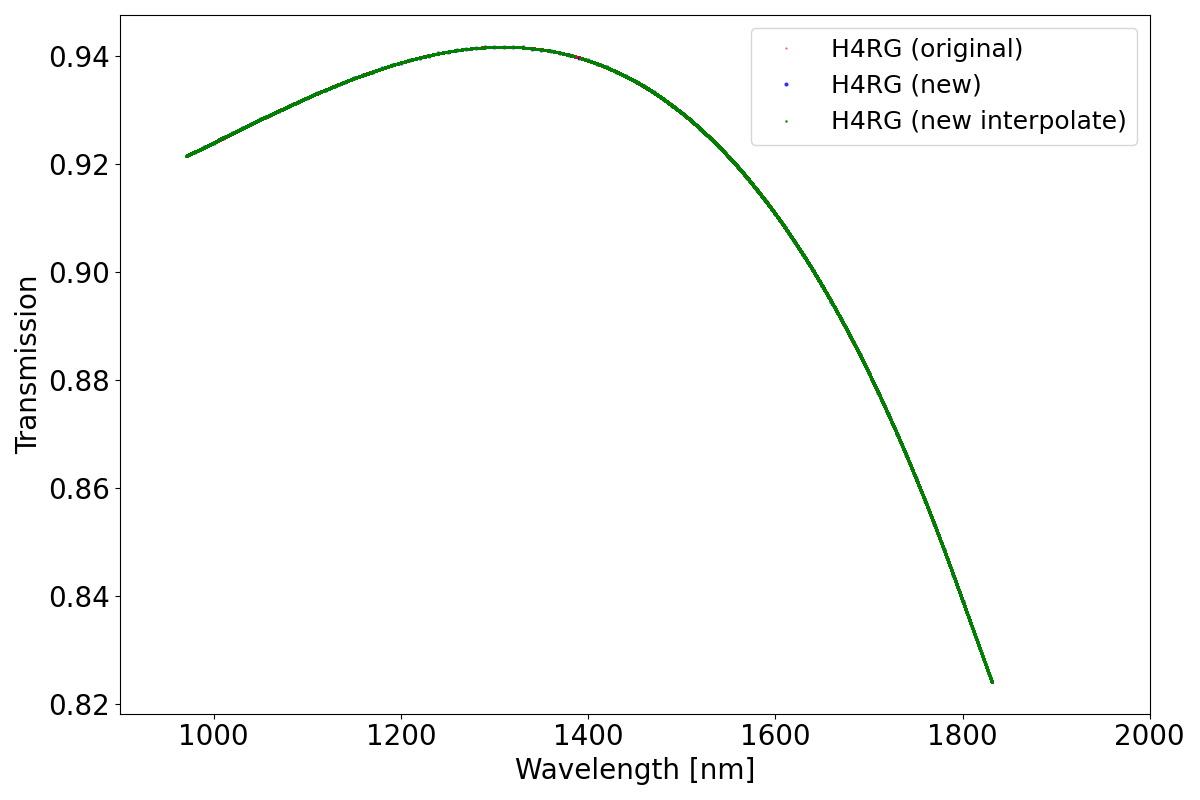 H4RG (original)
H4RG (new)
H4RG (new interpolate)
0.94
0.92
0.90
0.88
0.86
0.84
0.82
Transmission
1000 1200 1400 1600 1800 2000
Wavelength [nm]